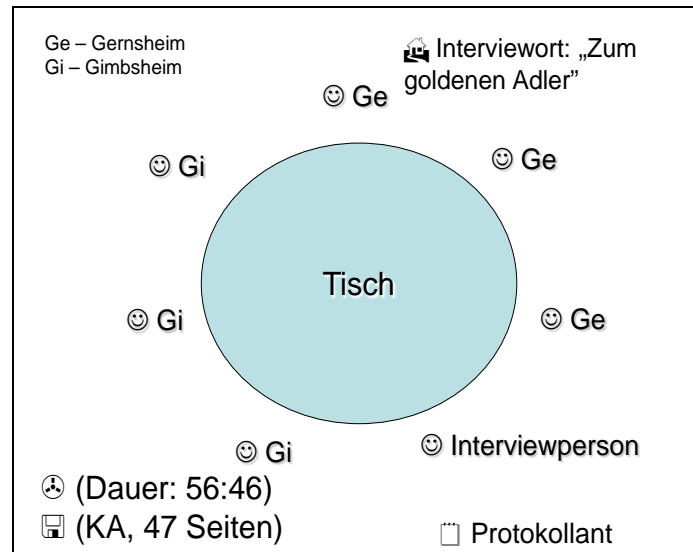 Ge – Gernsheim
Gi – Gimbsheim
Interviewort: „Zum
goldenen Adler”
Ge
Gi
Ge
Tisch
Gi
Ge
Gi
Interviewperson
(Dauer: 56:46)
(KA, 47 Seiten)
Protokollant